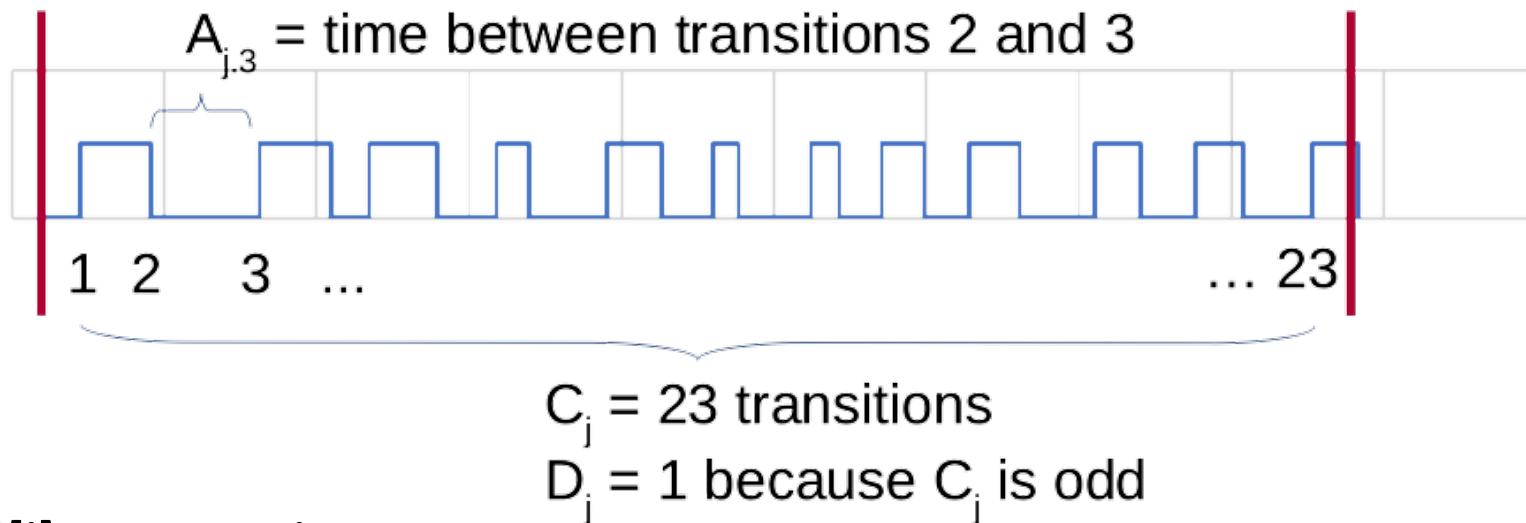 A_j.3 = time between transitions 2 and 3
1 2 3 ... ... 23
C_j = 23 transitions
D_j = 1 because C_j is odd